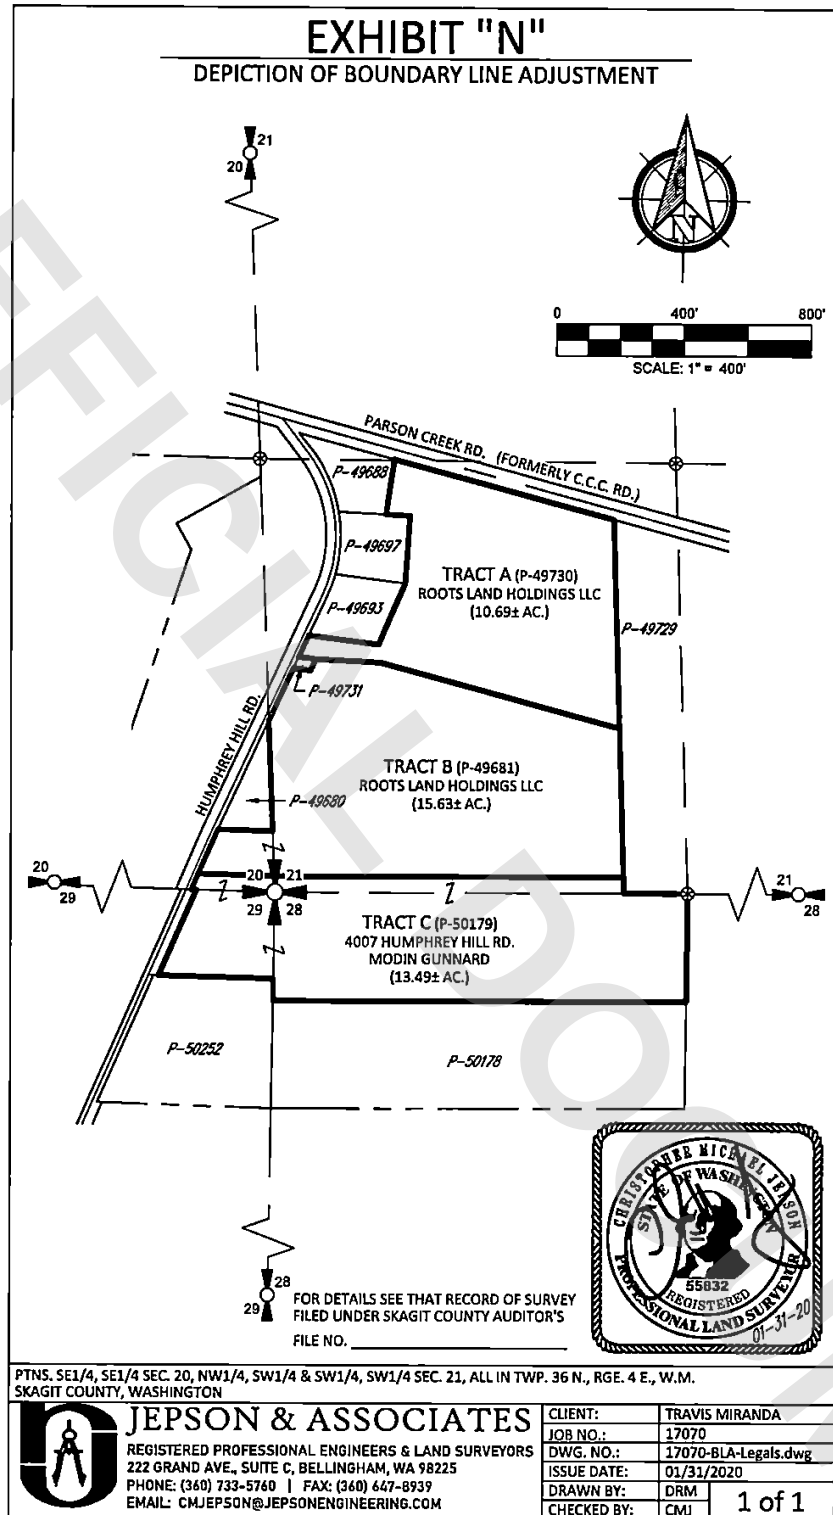 EXHIBIT "N"
DEPICTION OF BOUNDARY LINE ADJUSTMENT
21
20
N
0 400' 800'
SCALE: 1" = 400'
PARSON CREEK RD. (FORMERLY C.C.C. RD.)
P-49688
P-49697
TRACT A (P-49730)
ROOTS LAND HOLDINGS LLC
(10.69± AC.)
P-49693
P-49729
P-49731
HUMPHREY HILL RD.
TRACT B (P-49681)
ROOTS LAND HOLDINGS LLC
(15.63± AC.)
P-49680
20
29
20 21
29 28
21
28
TRACT C (P-50179)
4007 HUMPHREY HILL RD.
MODIN GUNNARD
(13.49± AC.)
P-50252
P-50178
28
29
FOR DETAILS SEE THAT RECORD OF SURVEY
FILED UNDER SKAGIT COUNTY AUDITOR'S
FILE NO.
CHRISTOPHER MICHAEL JEPSON
STATE OF WASHINGTON
55832
REGISTERED
PROFESSIONAL LAND SURVEYOR
01-31-20
PTNS. SE1/4, SE1/4 SEC. 20, NW1/4, SW1/4 & SW1/4, SW1/4 SEC. 21, ALL IN TWP. 36 N., RGE. 4 E., W.M.
SKAGIT COUNTY, WASHINGTON
JEPSON & ASSOCIATES
REGISTERED PROFESSIONAL ENGINEERS & LAND SURVEYORS
222 GRAND AVE., SUITE C, BELLINGHAM, WA 98225
PHONE: (360) 733-5760 | FAX: (360) 647-8939
EMAIL: CMJEPSON@JEPSONENGINEERING.COM
CLIENT: TRAVIS MIRANDA
JOB NO.: 17070
DWG. NO.: 17070-BLA-Legals.dwg
ISSUE DATE: 01/31/2020
DRAWN BY: DRM
CHECKED BY: CMJ
1 of 1